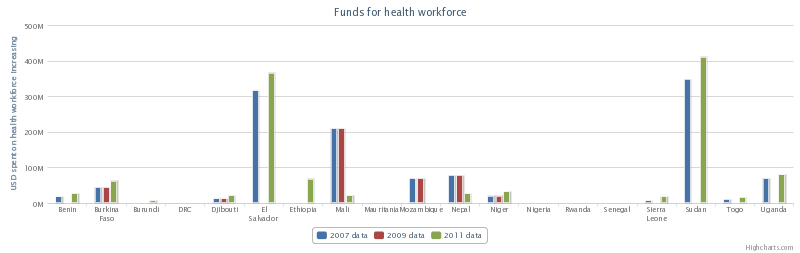 Funds for health workforce
USD spent on health workforce increasing
500M
400M
300M
200M
100M
0M
Benin Burkina Faso Burundi DRC Djibouti El Salvador Ethiopia Mali Mauritania Mozambique Nepal Niger Nigeria Rwanda Senegal Sierra Leone Sudan Togo Uganda
2007 data 2009 data 2011 data
Highcharts.com